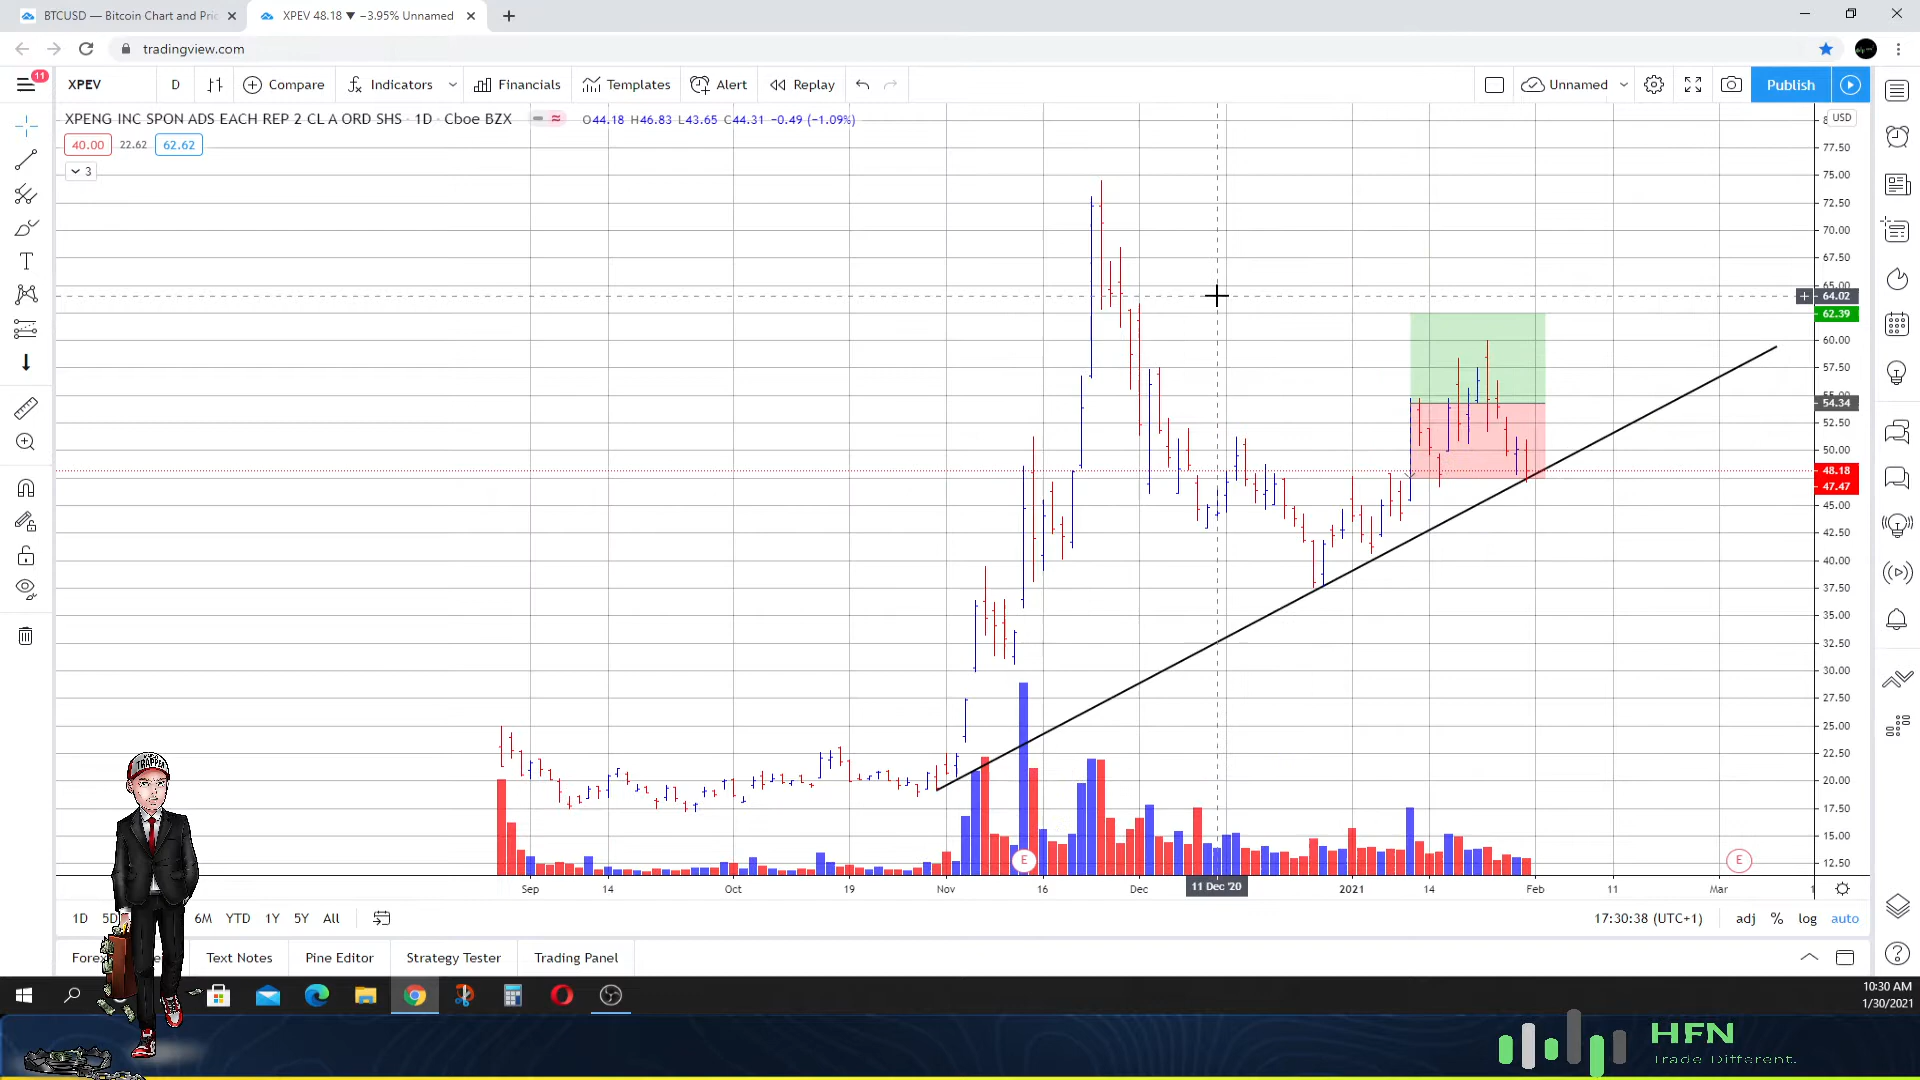 BTCUSD — Bitcoin Chart and Pric
XPEV 48.18 ▼ −3.95% Unnamed
tradingview.com
11
XPEV D Compare Indicators Financials Templates Alert Replay Unnamed Publish
XPENG INC SPON ADS EACH REP 2 CL A ORD SHS · 1D · Cboe BZX O44.18 H46.83 L43.65 C44.31 −0.49 (−1.09%)
USD
40.00 22.62 62.62
3
77.50
75.00
72.50
70.00
67.50
65.00
64.02
62.39
60.00
57.50
54.34
52.50
50.00
48.18
47.47
45.00
42.50
40.00
37.50
35.00
32.50
30.00
27.50
25.00
22.50
20.00
17.50
15.00
12.50
E E
Sep 14 Oct 19 Nov 16 Dec 11 Dec '20 2021 14 Feb 11 Mar 1
1D 5D 6M YTD 1Y 5Y All 17:30:38 (UTC+1) adj % log auto
Text Notes Pine Editor Strategy Tester Trading Panel
TRAPPER
10:30 AM
1/30/2021
HFN
Trade Different.